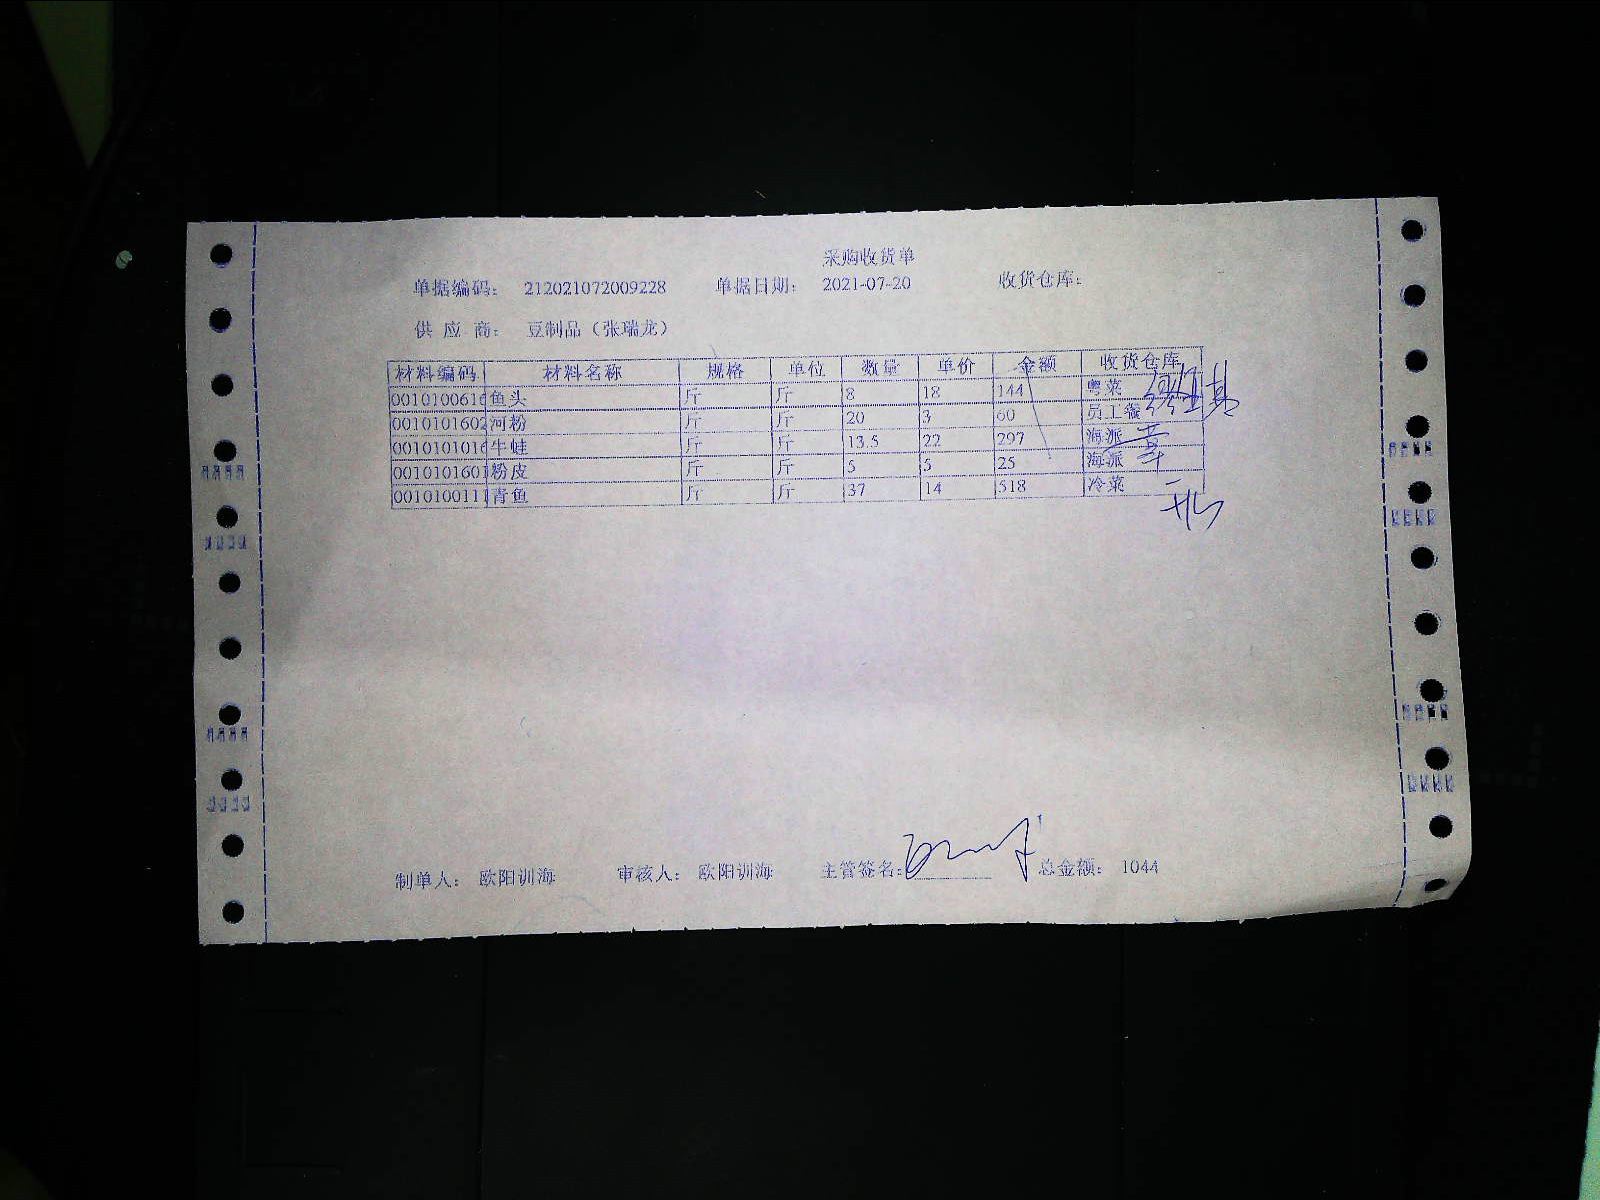 采购收货单
单据编码: 212021072009228 单据日期: 2021-07-20 收货仓库:
供 应 商: 豆制品（张瑞龙）
材料编码 材料名称 规格 单位 数量 单价 金额 收货仓库
001010061 鱼头 斤 斤 8 18 144 粤菜
0010101602 河粉 斤 斤 20 3 60 员工餐
001010101 牛蛙 斤 斤 13.5 22 297 海派
001010160 粉皮 斤 斤 5 5 25 海派
001010011 青鱼 斤 斤 37 14 518 冷菜
制单人: 欧阳训海 审核人: 欧阳训海 主管签名: 总金额: 1044